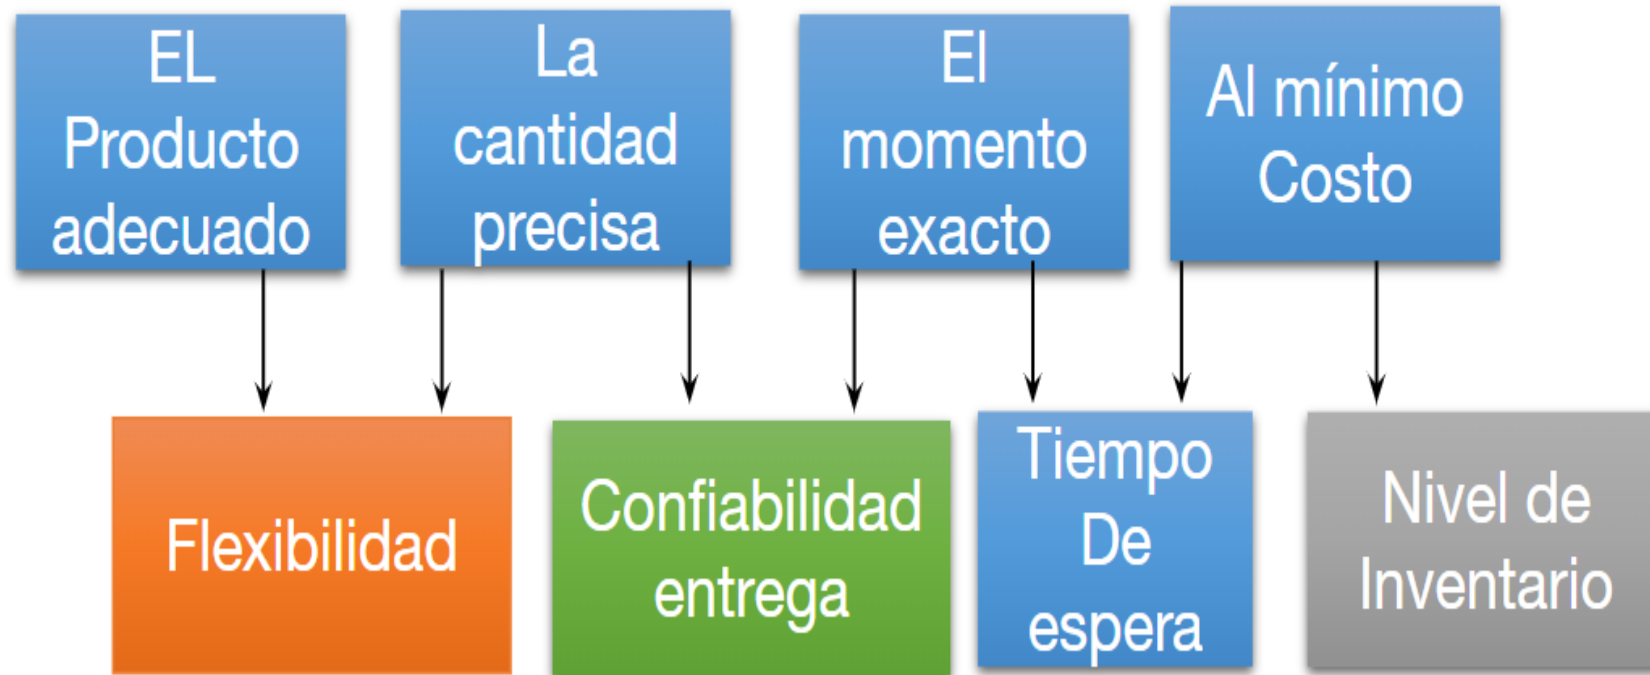 EL
Producto
adecuado
La
cantidad
precisa
El
momento
exacto
Al mínimo
Costo
Flexibilidad
Confiabilidad
entrega
Tiempo
De
espera
Nivel de
Inventario